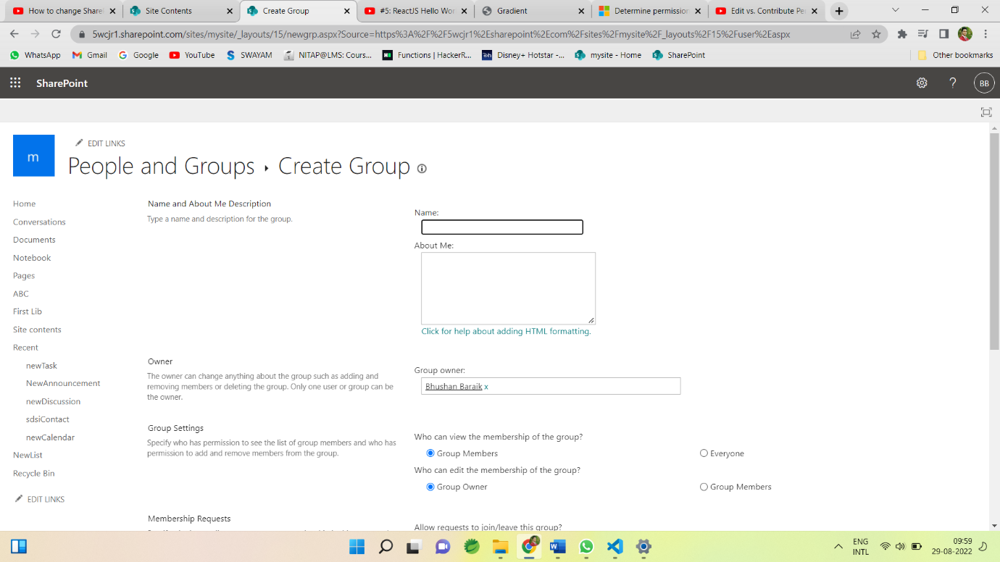 How to change Sharel
Site Contents
Create Group
#5: ReactJS Hello Wor
Gradient
Determine permission
Edit vs. Contribute Per
5wcjr1.sharepoint.com/sites/mysite/_layouts/15/newgrp.aspx?Source=https%3A%2F%2F5wcjr1%2Esharepoint%2Ecom%2Fsites%2Fmysite%2F_layouts%2F15%2Fuser%2Easpx
WhatsApp
Gmail
Google
YouTube
SWAYAM
NITAP@LMS: Cours...
Functions | HackerR...
Disney+ Hotstar -...
mysite - Home
SharePoint
Other bookmarks
SharePoint
?
BB
m
EDIT LINKS
People and Groups ▸ Create Group
Home
Conversations
Documents
Notebook
Pages
ABC
First Lib
Site contents
Recent
newTask
NewAnnouncement
newDiscussion
sdsiContact
newCalendar
NewList
Recycle Bin
EDIT LINKS
Name and About Me Description
Type a name and description for the group.
Name:
About Me:
Click for help about adding HTML formatting.
Owner
The owner can change anything about the group such as adding and
removing members or deleting the group. Only one user or group can be
the owner.
Group owner:
Bhushan Baraik x
Group Settings
Specify who has permission to see the list of group members and who has
permission to add and remove members from the group.
Who can view the membership of the group?
Group Members
Everyone
Who can edit the membership of the group?
Group Owner
Group Members
Membership Requests
Allow requests to join/leave this group?
ENG
INTL
09:59
29-08-2022